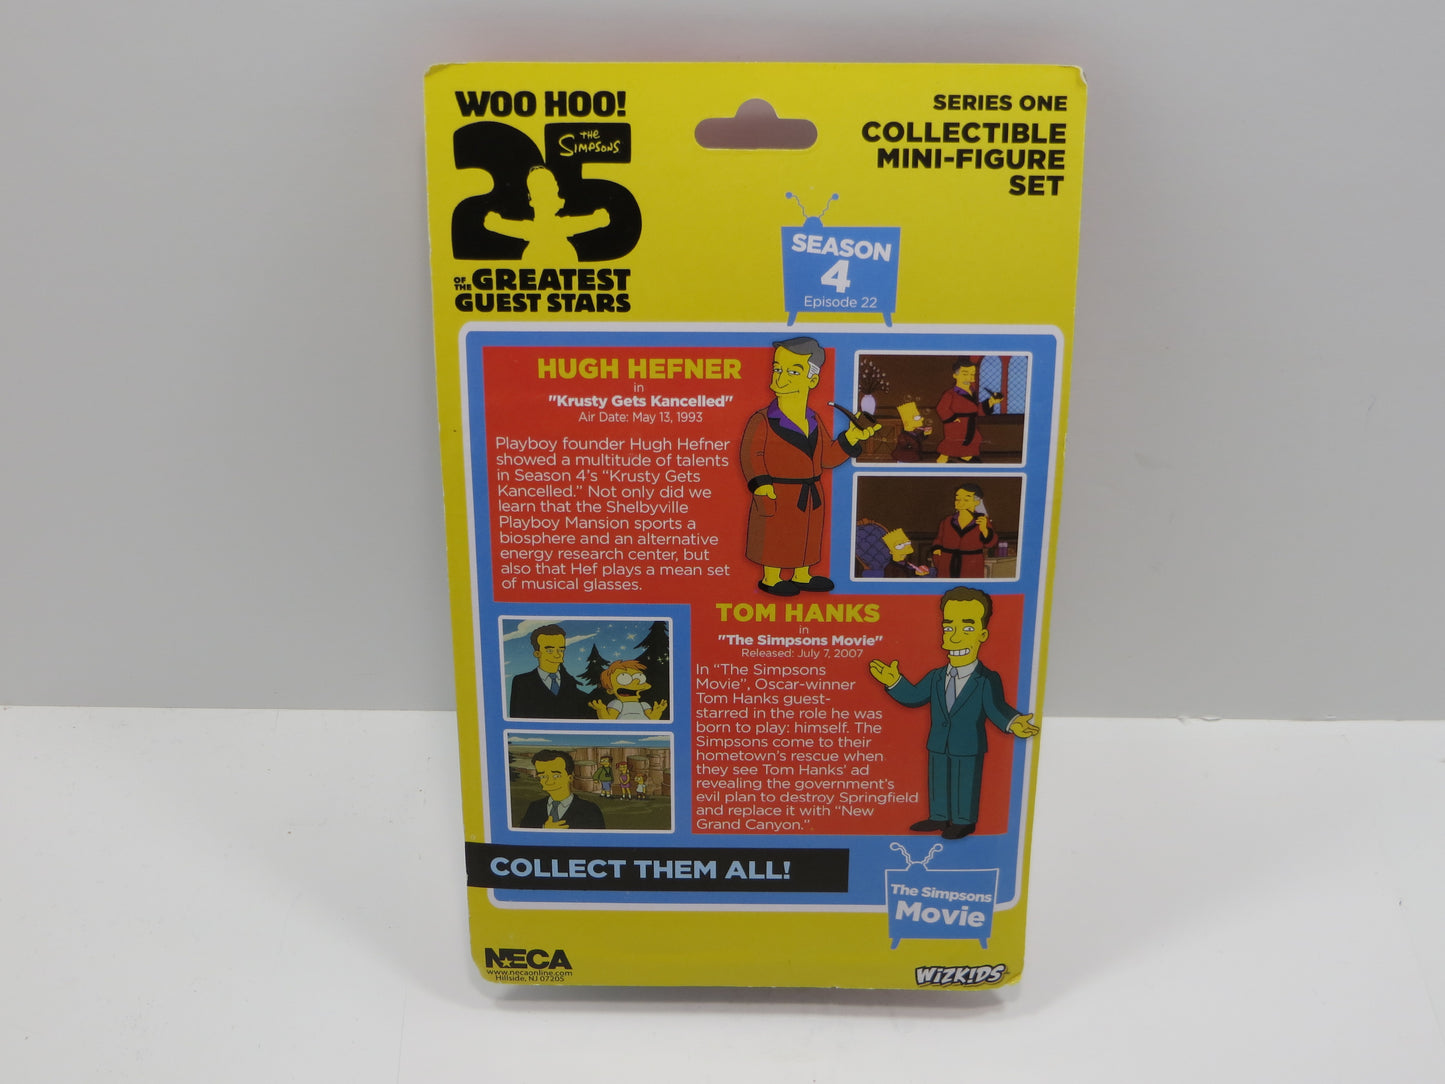 WOO HOO!
THE SIMPSONS
25
OF THE GREATEST
GUEST STARS
SERIES ONE
COLLECTIBLE
MINI-FIGURE
SET
SEASON
4
Episode 22
HUGH HEFNER
in
"Krusty Gets Kancelled"
Air Date: May 13, 1993
Playboy founder Hugh Hefner
showed a multitude of talents
in Season 4's “Krusty Gets
Kancelled.” Not only did we
learn that the Shelbyville
Playboy Mansion sports a
biosphere and an alternative
energy research center, but
also that Hef plays a mean set
of musical glasses.
TOM HANKS
in
"The Simpsons Movie"
Released: July 7, 2007
In “The Simpsons
Movie”, Oscar-winner
Tom Hanks guest-
starred in the role he was
born to play: himself. The
Simpsons come to their
hometown's rescue when
they see Tom Hanks' ad
revealing the government's
evil plan to destroy Springfield
and replace it with “New
Grand Canyon.”.
COLLECT THEM ALL!
The Simpsons
Movie
NECA
www.necaonline.com
Hillside, NJ 07205
WIZKIDS